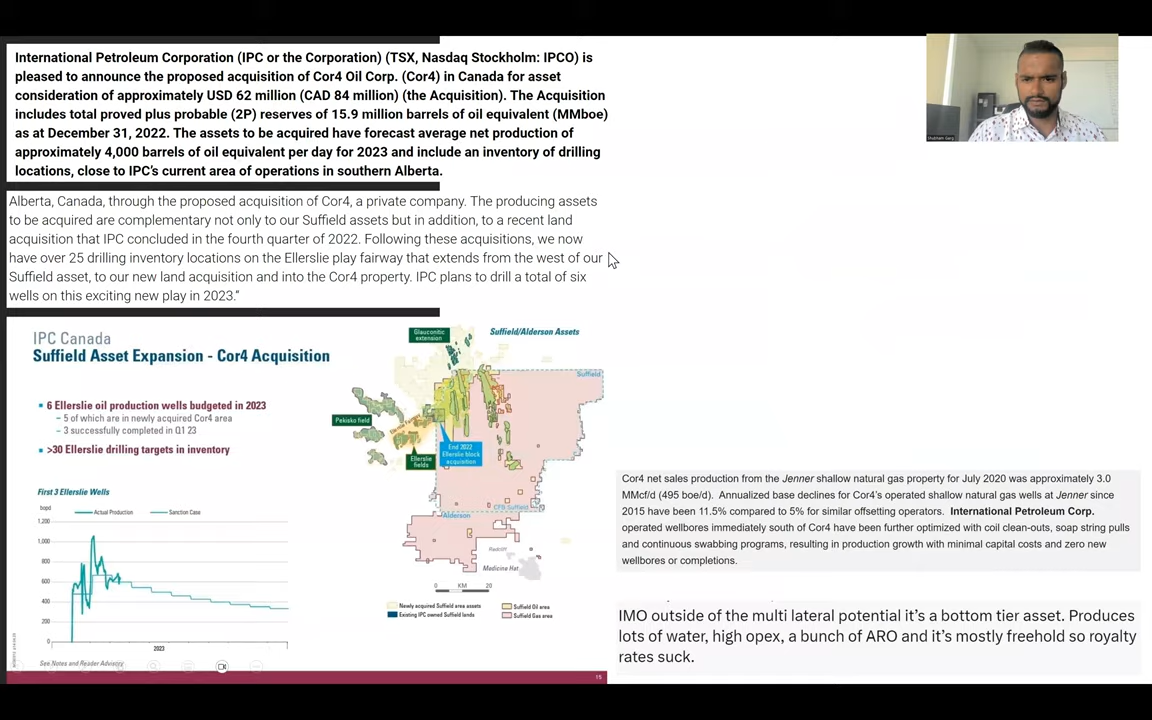 International Petroleum Corporation (IPC or the Corporation) (TSX, Nasdaq Stockholm: IPCO) is
pleased to announce the proposed acquisition of Cor4 Oil Corp. (Cor4) in Canada for asset
consideration of approximately USD 62 million (CAD 84 million) (the Acquisition). The Acquisition
includes total proved plus probable (2P) reserves of 15.9 million barrels of oil equivalent (MMboe)
as at December 31, 2022. The assets to be acquired have forecast average net production of
approximately 4,000 barrels of oil equivalent per day for 2023 and include an inventory of drilling
locations, close to IPC's current area of operations in southern Alberta.
Alberta, Canada, through the proposed acquisition of Cor4, a private company. The producing assets
to be acquired are complementary not only to our Suffield assets but in addition, to a recent land
acquisition that IPC concluded in the fourth quarter of 2022. Following these acquisitions, we now
have over 25 drilling inventory locations on the Ellerslie play fairway that extends from the west of our
Suffield asset, to our new land acquisition and into the Cor4 property. IPC plans to drill a total of six
wells on this exciting new play in 2023."
IPC Canada
Suffield Asset Expansion - Cor4 Acquisition
6 Ellerslie oil production wells budgeted in 2023
– 5 of which are in newly acquired Cor4 area
– 3 successfully completed in Q1 23
>30 Ellerslie drilling targets in inventory
First 3 Ellerslie Wells
bopd
Actual Production
Sanction Case
1,200
1,000
800
600
400
200
0
2023
See Notes and Reader Advisory
Glauconitic
extension
Suffield/Alderson Assets
Suffield
Pekisko field
Ellerslie
fields
End 2022
Ellerslie block
acquisition
CFB Suffield
Alderson
Redcliff
Medicine Hat
0 KM 20
Newly acquired Suffield area assets
Existing IPC owned Suffield lands
Suffield Oil area
Suffield Gas area
15
Cor4 net sales production from the Jenner shallow natural gas property for July 2020 was approximately 3.0
MMcf/d (495 boe/d). Annualized base declines for Cor4's operated shallow natural gas wells at Jenner since
2015 have been 11.5% compared to 5% for similar offsetting operators. International Petroleum Corp.
operated wellbores immediately south of Cor4 have been further optimized with coil clean-outs, soap string pulls
and continuous swabbing programs, resulting in production growth with minimal capital costs and zero new
wellbores or completions.
IMO outside of the multi lateral potential it's a bottom tier asset. Produces
lots of water, high opex, a bunch of ARO and it's mostly freehold so royalty
rates suck.